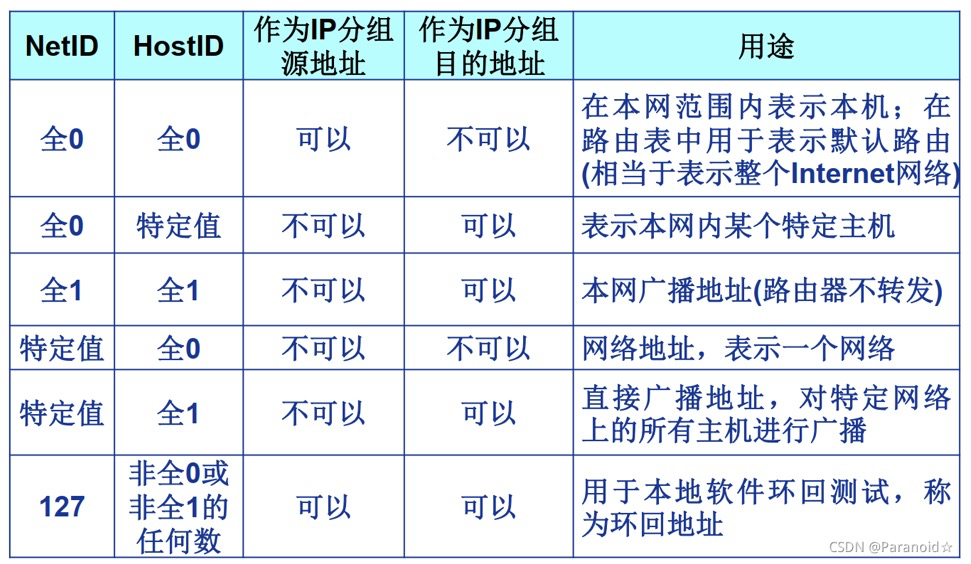 NetID HostID 作为IP分组源地址 作为IP分组目的地址 用途
全0 全0 可以 不可以 在本网范围内表示本机；在路由表中用于表示默认路由(相当于表示整个Internet网络)
全0 特定值 不可以 可以 表示本网内某个特定主机
全1 全1 不可以 可以 本网广播地址(路由器不转发)
特定值 全0 不可以 不可以 网络地址，表示一个网络
特定值 全1 不可以 可以 直接广播地址，对特定网络上的所有主机进行广播
127 非全0或非全1的任何数 可以 可以 用于本地软件环回测试，称为环回地址
CSDN @Paranoid☆